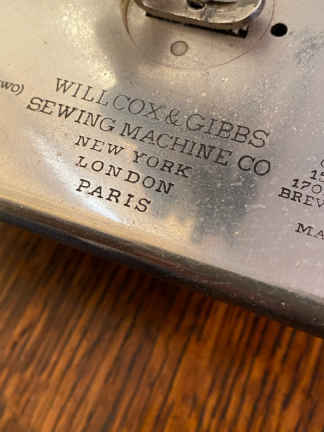 WILLCOX & GIBBS
SEWING MACHINE CO
NEW YORK
LONDON
PARIS